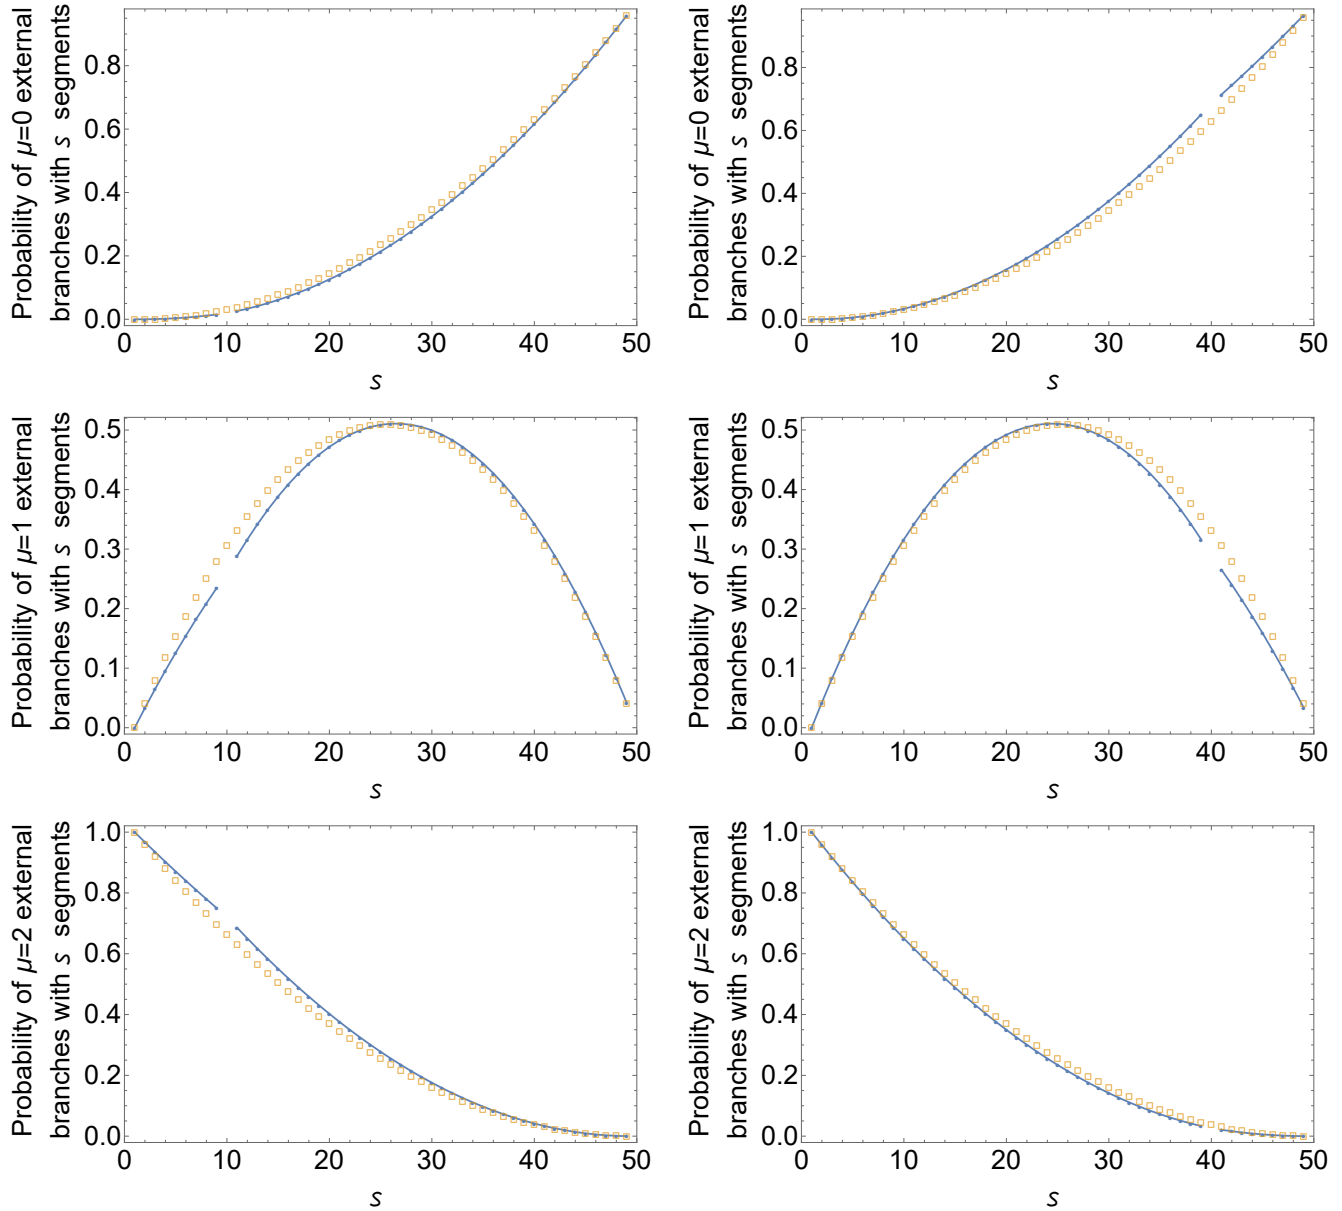 Probability of μ=0 external
branches with s segments
0.8
0.6
0.4
0.2
0.0
0 10 20 30 40 50
s
Probability of μ=0 external
branches with s segments
0.8
0.6
0.4
0.2
0.0
0 10 20 30 40 50
s
Probability of μ=1 external
branches with s segments
0.5
0.4
0.3
0.2
0.1
0.0
0 10 20 30 40 50
s
Probability of μ=1 external
branches with s segments
0.5
0.4
0.3
0.2
0.1
0.0
0 10 20 30 40 50
s
Probability of μ=2 external
branches with s segments
1.0
0.8
0.6
0.4
0.2
0.0
0 10 20 30 40 50
s
Probability of μ=2 external
branches with s segments
1.0
0.8
0.6
0.4
0.2
0.0
0 10 20 30 40 50
s